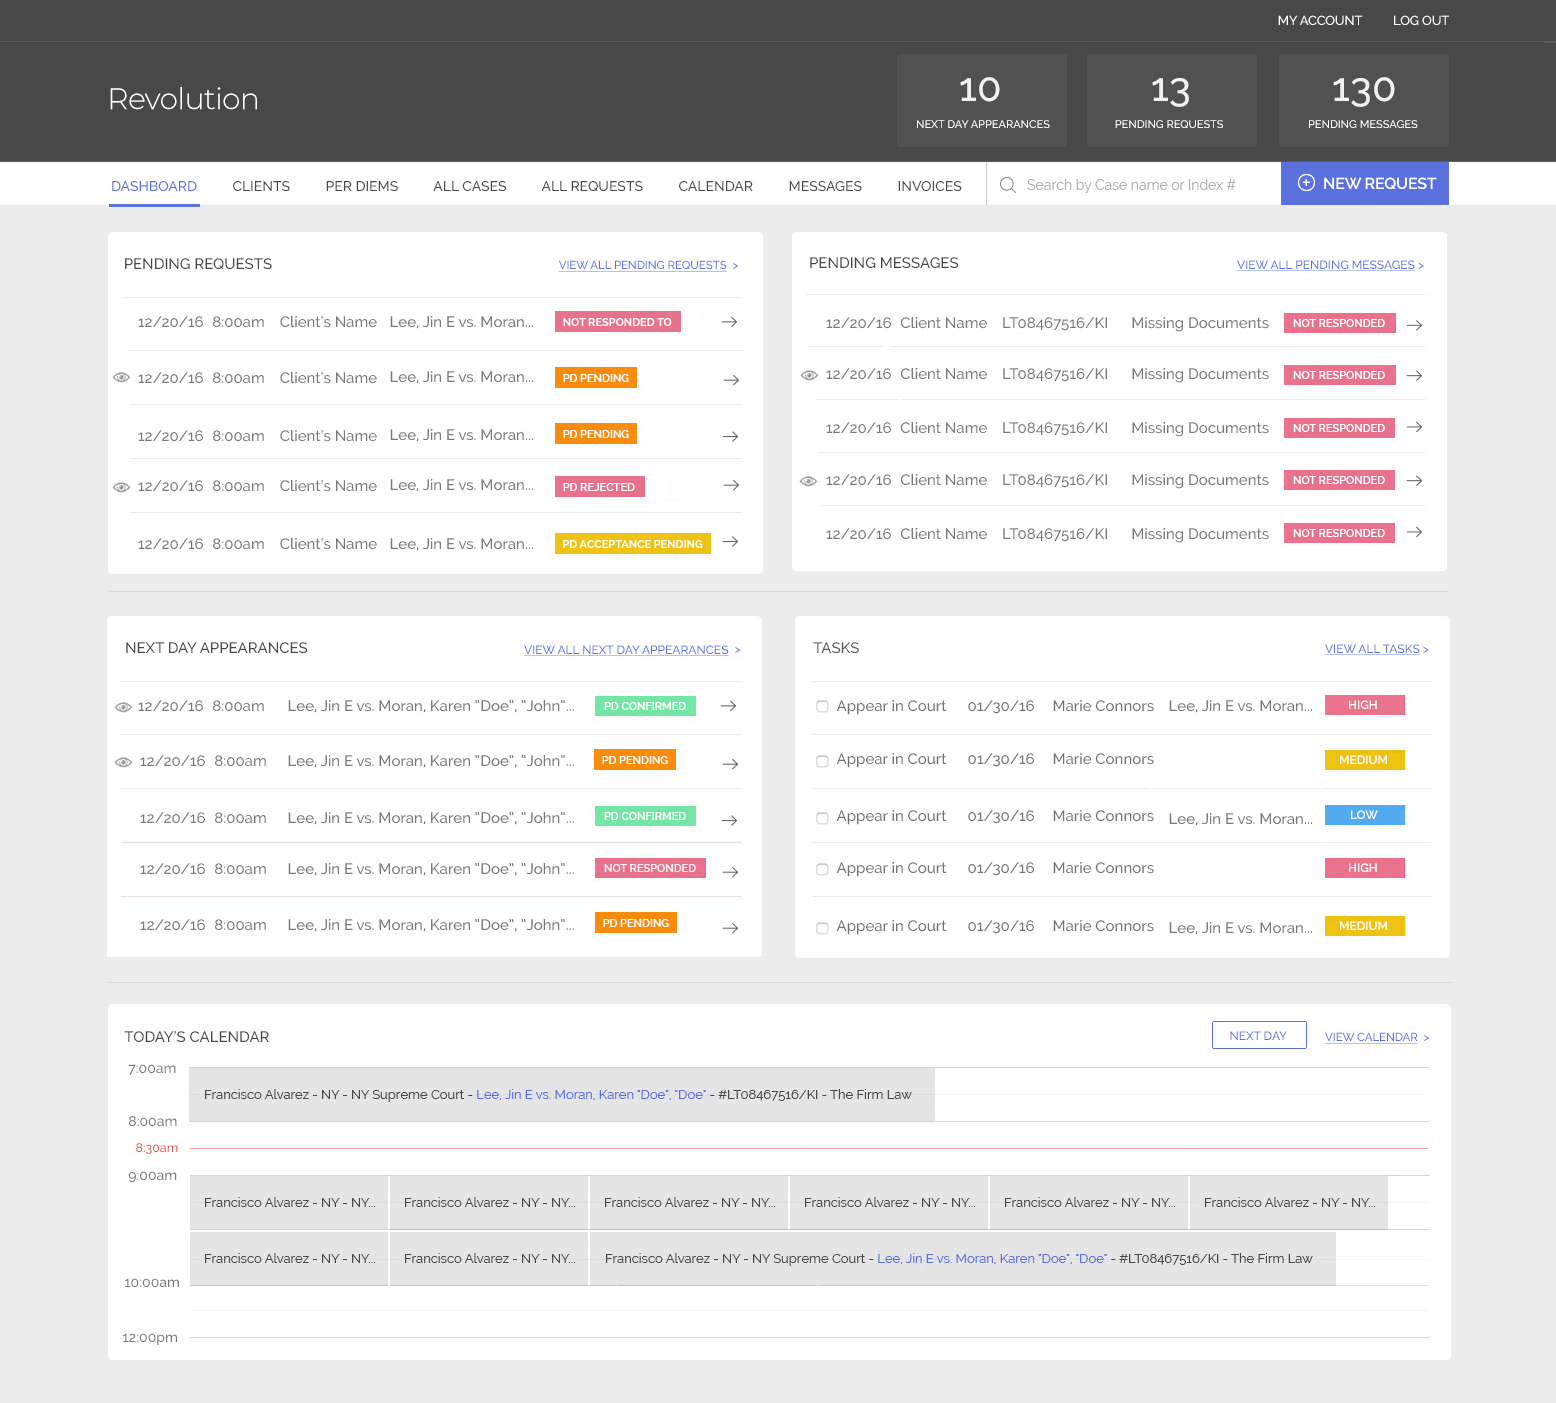 MY ACCOUNT LOG OUT
Revolution
10
NEXT DAY APPEARANCES
13
PENDING REQUESTS
130
PENDING MESSAGES
DASHBOARD CLIENTS PER DIEMS ALL CASES ALL REQUESTS CALENDAR MESSAGES INVOICES Search by Case name or Index # NEW REQUEST
PENDING REQUESTS VIEW ALL PENDING REQUESTS >
12/20/16 8:00am Client's Name Lee, Jin E vs. Moran... NOT RESPONDED TO
12/20/16 8:00am Client's Name Lee, Jin E vs. Moran... PD PENDING
12/20/16 8:00am Client's Name Lee, Jin E vs. Moran... PD PENDING
12/20/16 8:00am Client's Name Lee, Jin E vs. Moran... PD REJECTED
12/20/16 8:00am Client's Name Lee, Jin E vs. Moran... PD ACCEPTANCE PENDING
PENDING MESSAGES VIEW ALL PENDING MESSAGES >
12/20/16 Client Name LT08467516/KI Missing Documents NOT RESPONDED
12/20/16 Client Name LT08467516/KI Missing Documents NOT RESPONDED
12/20/16 Client Name LT08467516/KI Missing Documents NOT RESPONDED
12/20/16 Client Name LT08467516/KI Missing Documents NOT RESPONDED
12/20/16 Client Name LT08467516/KI Missing Documents NOT RESPONDED
NEXT DAY APPEARANCES VIEW ALL NEXT DAY APPEARANCES >
12/20/16 8:00am Lee, Jin E vs. Moran, Karen "Doe", "John"... PD CONFIRMED
12/20/16 8:00am Lee, Jin E vs. Moran, Karen "Doe", "John"... PD PENDING
12/20/16 8:00am Lee, Jin E vs. Moran, Karen "Doe", "John"... PD CONFIRMED
12/20/16 8:00am Lee, Jin E vs. Moran, Karen "Doe", "John"... NOT RESPONDED
12/20/16 8:00am Lee, Jin E vs. Moran, Karen "Doe", "John"... PD PENDING
TASKS VIEW ALL TASKS >
Appear in Court 01/30/16 Marie Connors Lee, Jin E vs. Moran... HIGH
Appear in Court 01/30/16 Marie Connors MEDIUM
Appear in Court 01/30/16 Marie Connors Lee, Jin E vs. Moran... LOW
Appear in Court 01/30/16 Marie Connors HIGH
Appear in Court 01/30/16 Marie Connors Lee, Jin E vs. Moran... MEDIUM
TODAY'S CALENDAR NEXT DAY VIEW CALENDAR >
7:00am
Francisco Alvarez - NY - NY Supreme Court - Lee, Jin E vs. Moran, Karen "Doe", "Doe" - #LT08467516/KI - The Firm Law
8:00am
8:30am
9:00am
Francisco Alvarez - NY - NY... Francisco Alvarez - NY - NY... Francisco Alvarez - NY - NY... Francisco Alvarez - NY - NY... Francisco Alvarez - NY - NY... Francisco Alvarez - NY - NY...
Francisco Alvarez - NY - NY... Francisco Alvarez - NY - NY... Francisco Alvarez - NY - NY Supreme Court - Lee, Jin E vs. Moran, Karen "Doe", "Doe" - #LT08467516/KI - The Firm Law
10:00am
12:00pm